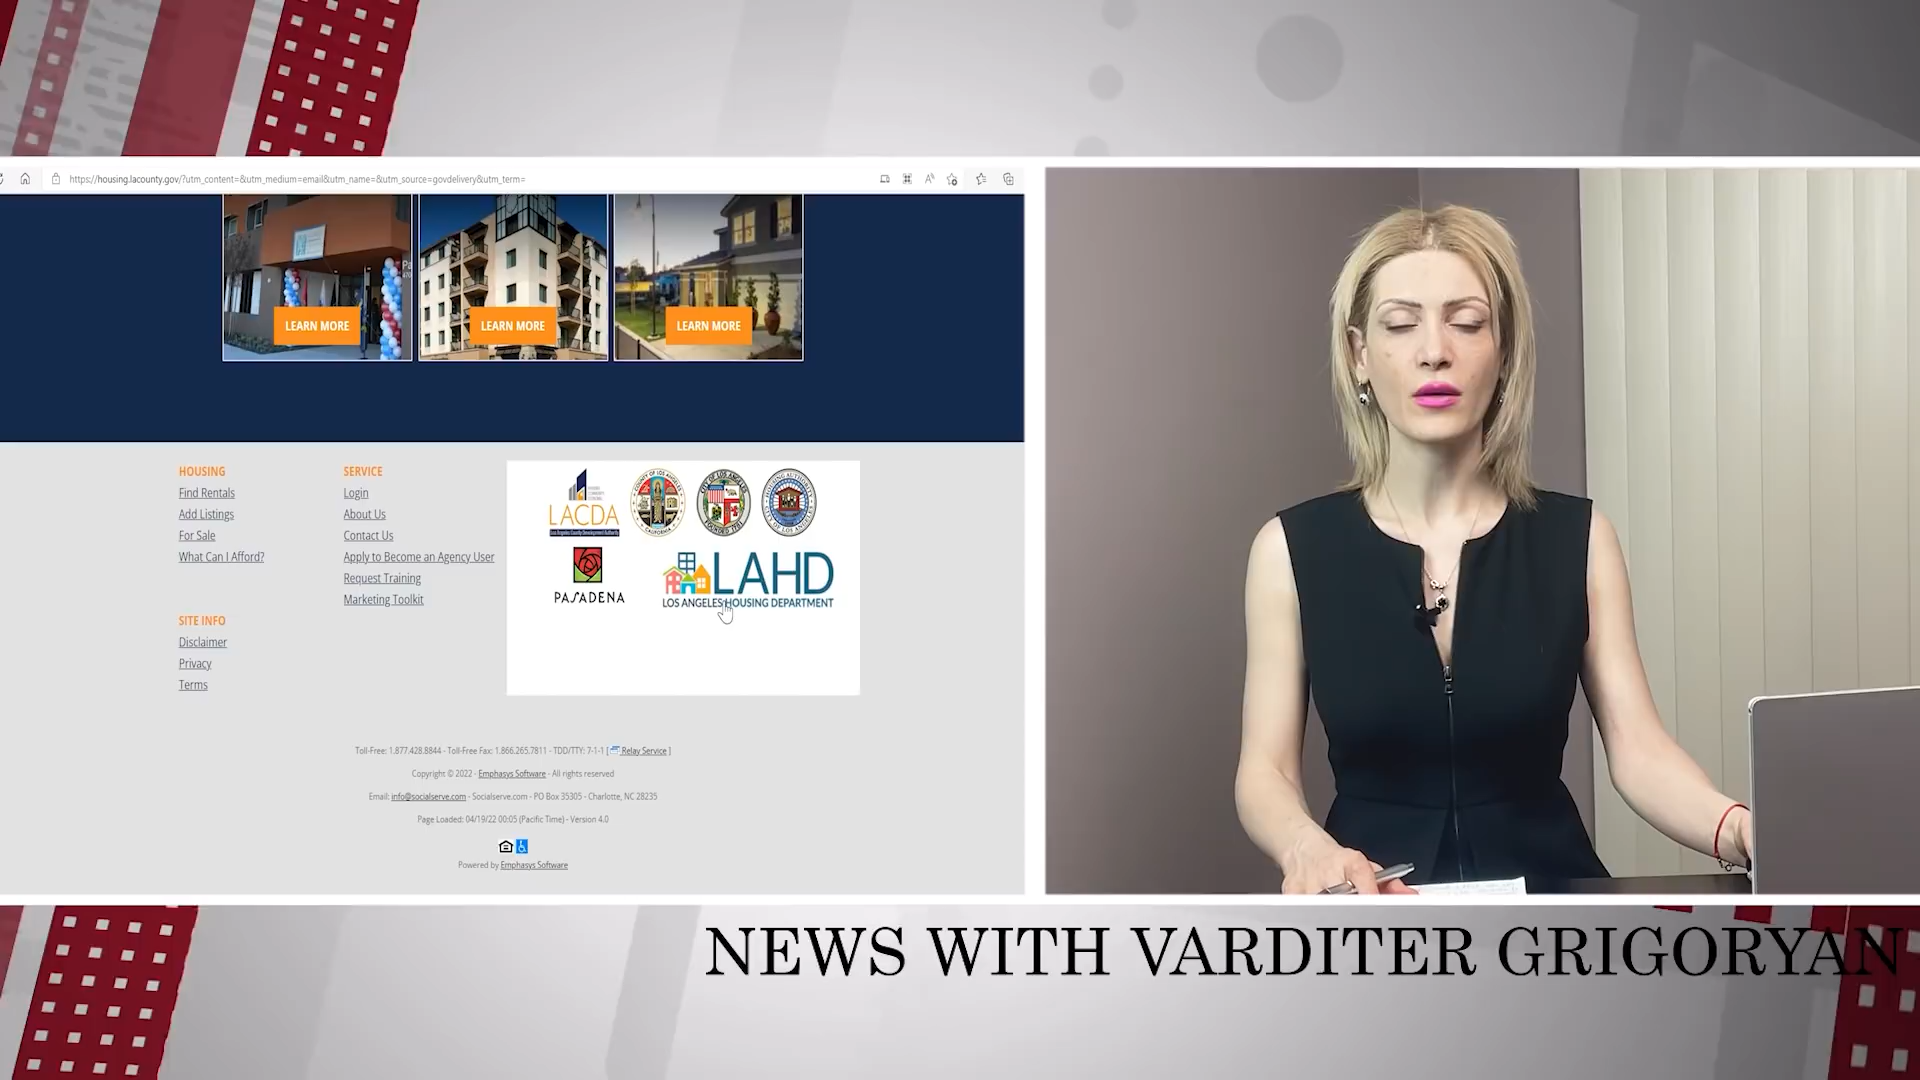 https://housing.lacounty.gov/?utm_content=&utm_medium=email&utm_name=&utm_source=govdelivery&utm_term=
LEARN MORE
LEARN MORE
LEARN MORE
HOUSING
Find Rentals
Add Listings
For Sale
What Can I Afford?
SITE INFO
Disclaimer
Privacy
Terms
SERVICE
Login
About Us
Contact Us
Apply to Become an Agency User
Request Training
Marketing Toolkit
LACDA
PASADENA
LAHD
LOS ANGELES HOUSING DEPARTMENT
Toll-Free: 1.877.428.8844 - Toll-Free Fax: 1.866.265.7811 - TDD/TTY: 7-1-1 [ Relay Service ]
Copyright © 2022 - Emphasys Software - All rights reserved
Email: info@socialserve.com - Socialserve.com - PO Box 35305 - Charlotte, NC 28235
Page Loaded: 04/19/22 00:05 (Pacific Time) - Version 4.0
Powered by Emphasys Software
NEWS WITH VARDITER GRIGORYAN